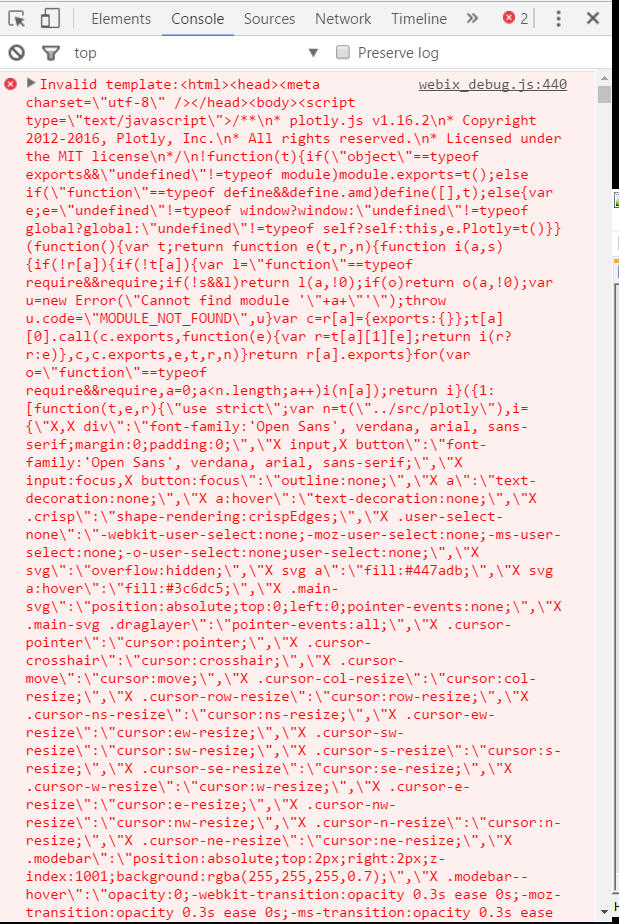 Elements Console Sources Network Timeline » 2
top Preserve log
Invalid template:<html><head><meta webix_debug.js:440
charset=\"utf-8\" /></head><body><script
type=\"text/javascript\">/**\n* plotly.js v1.16.2\n* Copyright
2012-2016, Plotly, Inc.\n* All rights reserved.\n* Licensed under
the MIT license\n*/\n!function(t){if(\"object\"==typeof
exports&&\"undefined\"!=typeof module)module.exports=t();else
if(\"function\"==typeof define&&define.amd)define([],t);else{var
e;e=\"undefined\"!=typeof window?window:\"undefined\"!=typeof
global?global:\"undefined\"!=typeof self?self:this,e.Plotly=t()}}
(function(){var t;return function e(t,r,n){function i(a,s)
{if(!r[a]){if(!t[a]){var l=\"function\"==typeof
require&&require;if(!s&&l)return l(a,!0);if(o)return o(a,!0);var
u=new Error(\"Cannot find module '\"+a+\"'\");throw
u.code=\"MODULE_NOT_FOUND\",u}var c=r[a]={exports:{}};t[a]
[0].call(c.exports,function(e){var r=t[a][1][e];return i(r?
r:e)},c,c.exports,e,t,r,n)}return r[a].exports}for(var
o=\"function\"==typeof
require&&require,a=0;a<n.length;a++)i(n[a]);return i}({1:
[function(t,e,r){\"use strict\";var n=t(\"../src/plotly\"),i=
{\"X,X div\":\"font-family:'Open Sans', verdana, arial, sans-
serif;margin:0;padding:0;\",\"X input,X button\":\"font-
family:'Open Sans', verdana, arial, sans-serif;\",\"X
input:focus,X button:focus\":\"outline:none;\",\"X a\":\"text-
decoration:none;\",\"X a:hover\":\"text-decoration:none;\",\"X
.crisp\":\"shape-rendering:crispEdges;\",\"X .user-select-
none\":\"-webkit-user-select:none;-moz-user-select:none;-ms-user-
select:none;-o-user-select:none;user-select:none;\",\"X
svg\":\"overflow:hidden;\",\"X svg a\":\"fill:#447adb;\",\"X svg
a:hover\":\"fill:#3c6dc5;\",\"X .main-
svg\":\"position:absolute;top:0;left:0;pointer-events:none;\",\"X
.main-svg .draglayer\":\"pointer-events:all;\",\"X .cursor-
pointer\":\"cursor:pointer;\",\"X .cursor-
crosshair\":\"cursor:crosshair;\",\"X .cursor-
move\":\"cursor:move;\",\"X .cursor-col-resize\":\"cursor:col-
resize;\",\"X .cursor-row-resize\":\"cursor:row-resize;\",\"X
.cursor-ns-resize\":\"cursor:ns-resize;\",\"X .cursor-ew-
resize\":\"cursor:ew-resize;\",\"X .cursor-sw-
resize\":\"cursor:sw-resize;\",\"X .cursor-s-resize\":\"cursor:s-
resize;\",\"X .cursor-se-resize\":\"cursor:se-resize;\",\"X
.cursor-w-resize\":\"cursor:w-resize;\",\"X .cursor-e-
resize\":\"cursor:e-resize;\",\"X .cursor-nw-
resize\":\"cursor:nw-resize;\",\"X .cursor-n-resize\":\"cursor:n-
resize;\",\"X .cursor-ne-resize\":\"cursor:ne-resize;\",\"X
.modebar\":\"position:absolute;top:2px;right:2px;z-
index:1001;background:rgba(255,255,255,0.7);\",\"X .modebar--
hover\":\"opacity:0;-webkit-transition:opacity 0.3s ease 0s;-moz-
transition:opacity 0.3s ease 0s;-ms-transition:opacity 0.3s ease